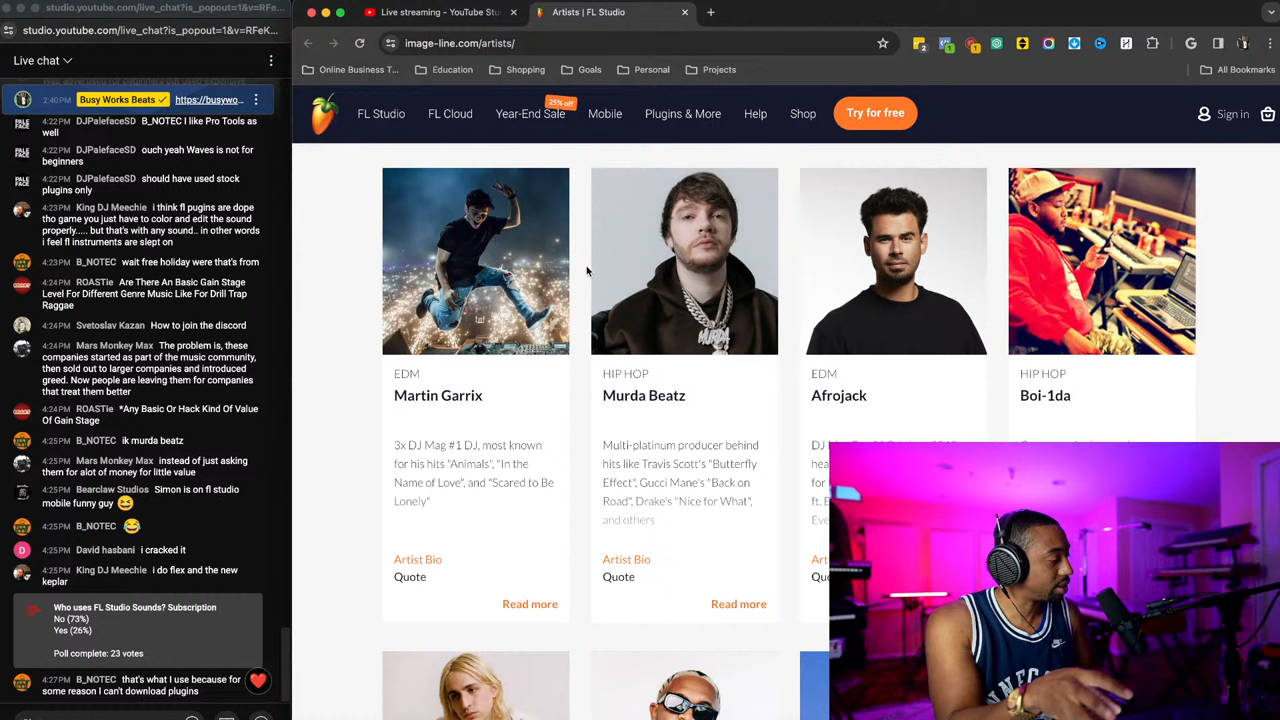 studio.youtube.com/live_chat?is_popout=1&v=RFeK...
studio.youtube.com/live_chat?is_popout=1&v=RFeK...
Live chat
2:40PM Busy Works Beats https://busywo...
4:22PM DJPalefaceSD B_NOTEC I like Pro Tools as
well
4:22PM DJPalefaceSD ouch yeah Waves is not for
beginners
4:22PM DJPalefaceSD should have used stock
plugins only
4:23PM King DJ Meechie i think fl pugins are dope
tho game you just have to color and edit the sound
properly..... but that's with any sound.. in other words
i feel fl instruments are slept on
4:23PM B_NOTEC wait free holiday were that's from
4:24PM ROASTie Are There An Basic Gain Stage
Level For Different Genre Music Like For Drill Trap
Raggae
4:24PM Svetoslav Kazan How to join the discord
4:24PM Mars Monkey Max The problem is, these
companies started as part of the music community,
then sold out to larger companies and introduced
greed. Now people are leaving them for companies
that treat them better
4:24PM ROASTie *Any Basic Or Hack Kind Of Value
Of Gain Stage
4:25PM B_NOTEC ik murda beatz
4:25PM Mars Monkey Max instead of just asking
them for alot of money for little value
4:25PM Bearclaw Studios Simon is on fl studio
mobile funny guy
4:25PM B_NOTEC
4:25PM David hasbani i cracked it
4:25PM King DJ Meechie i do flex and the new
keplar
Who uses FL Studio Sounds? Subscription
No (73%)
Yes (26%)
Poll complete: 23 votes
4:27PM B_NOTEC that's what I use because for
some reason I can't download plugins
Live streaming - YouTube Stu
Artists | FL Studio
image-line.com/artists/
Online Business T...
Education
Shopping
Goals
Personal
Projects
All Bookmarks
FL Studio
FL Cloud
25% off
Year-End Sale
Mobile
Plugins & More
Help
Shop
Try for free
Sign in
EDM
Martin Garrix
3x DJ Mag #1 DJ, most known
for his hits "Animals", "In the
Name of Love", and "Scared to Be
Lonely"
Artist Bio
Quote
Read more
MURDA
HIP HOP
Murda Beatz
Multi-platinum producer behind
hits like Travis Scott's "Butterfly
Effect", Gucci Mane's "Back on
Road", Drake's "Nice for What",
and others
Artist Bio
Quote
Read more
EDM
Afrojack
HIP HOP
Boi-1da